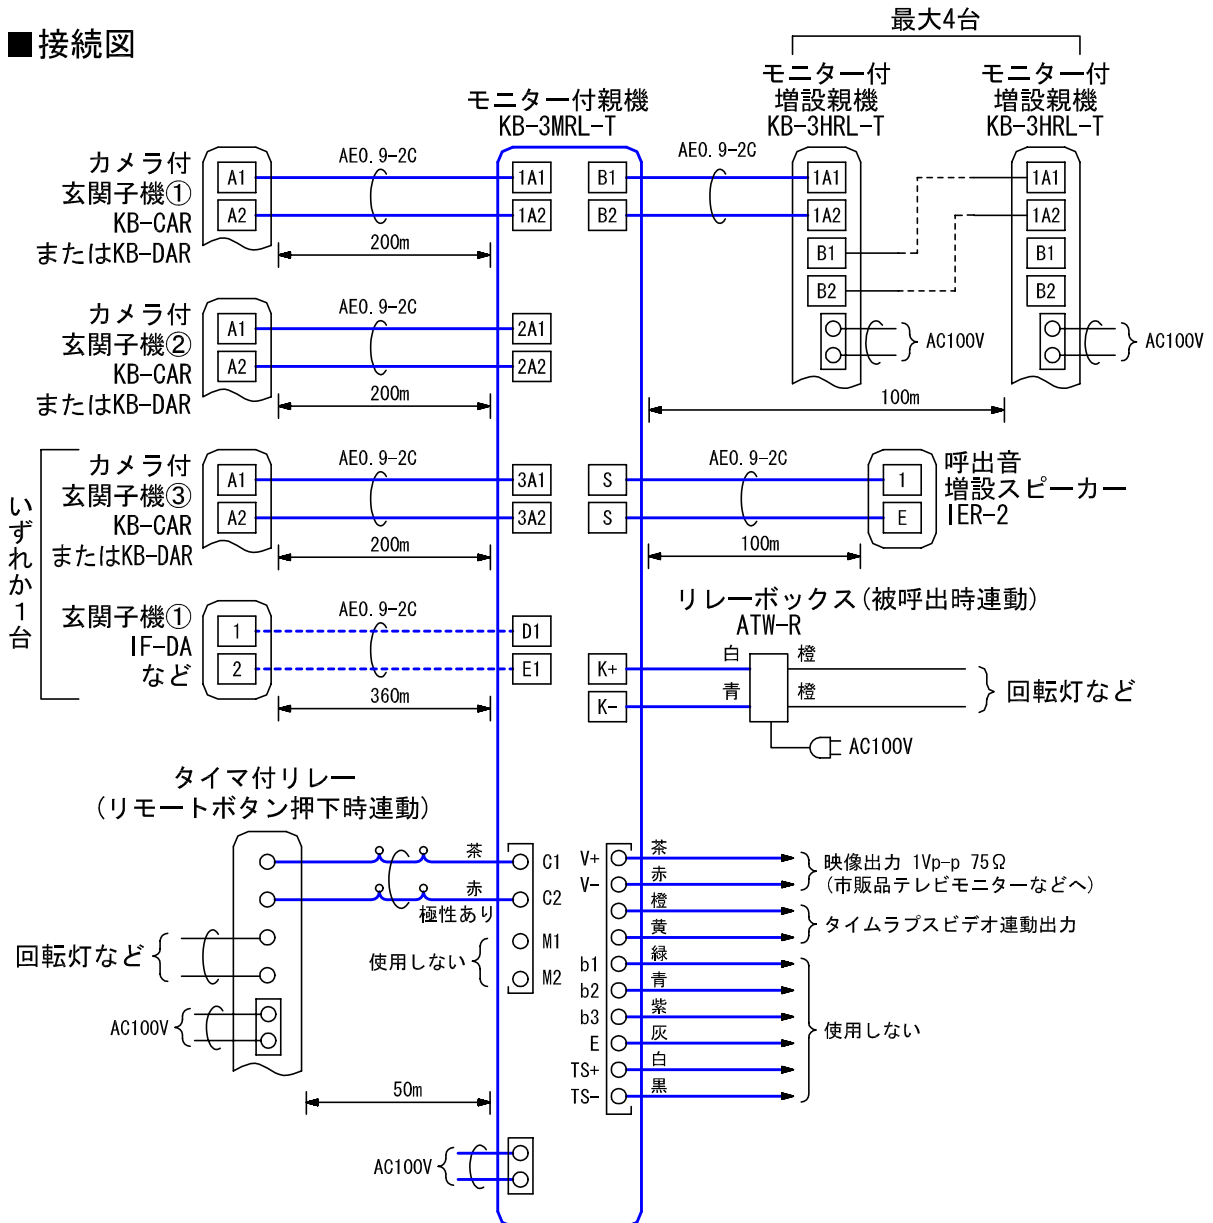 ■接続図
最大4台
モニター付親機
KB-3MRL-T
モニター付
増設親機
KB-3HRL-T
モニター付
増設親機
KB-3HRL-T
カメラ付
玄関子機①
KB-CAR
またはKB-DAR
A1
A2
AE0.9-2C
200m
1A1
1A2
B1
B2
AE0.9-2C
1A1
1A2
B1
B2
AC100V
1A1
1A2
B1
B2
AC100V
100m
カメラ付
玄関子機②
KB-CAR
またはKB-DAR
A1
A2
AE0.9-2C
200m
2A1
2A2
いずれか1台
カメラ付
玄関子機③
KB-CAR
またはKB-DAR
A1
A2
AE0.9-2C
200m
3A1
3A2
S
S
AE0.9-2C
100m
1
E
呼出音
増設スピーカー
IER-2
玄関子機①
IF-DA
など
1
2
AE0.9-2C
360m
D1
E1
リレーボックス(被呼出時連動)
ATW-R
K+
K-
白
青
橙
橙
回転灯など
AC100V
タイマ付リレー
(リモートボタン押下時連動)
茶
赤
極性あり
C1
C2
M1
M2
使用しない
回転灯など
AC100V
50m
V+ 茶
V- 赤
橙
黄
b1 緑
b2 青
b3 紫
E 灰
TS+ 白
TS- 黒
映像出力 1Vp-p 75Ω
(市販品テレビモニターなどへ)
タイムラプスビデオ連動出力
使用しない
AC100V